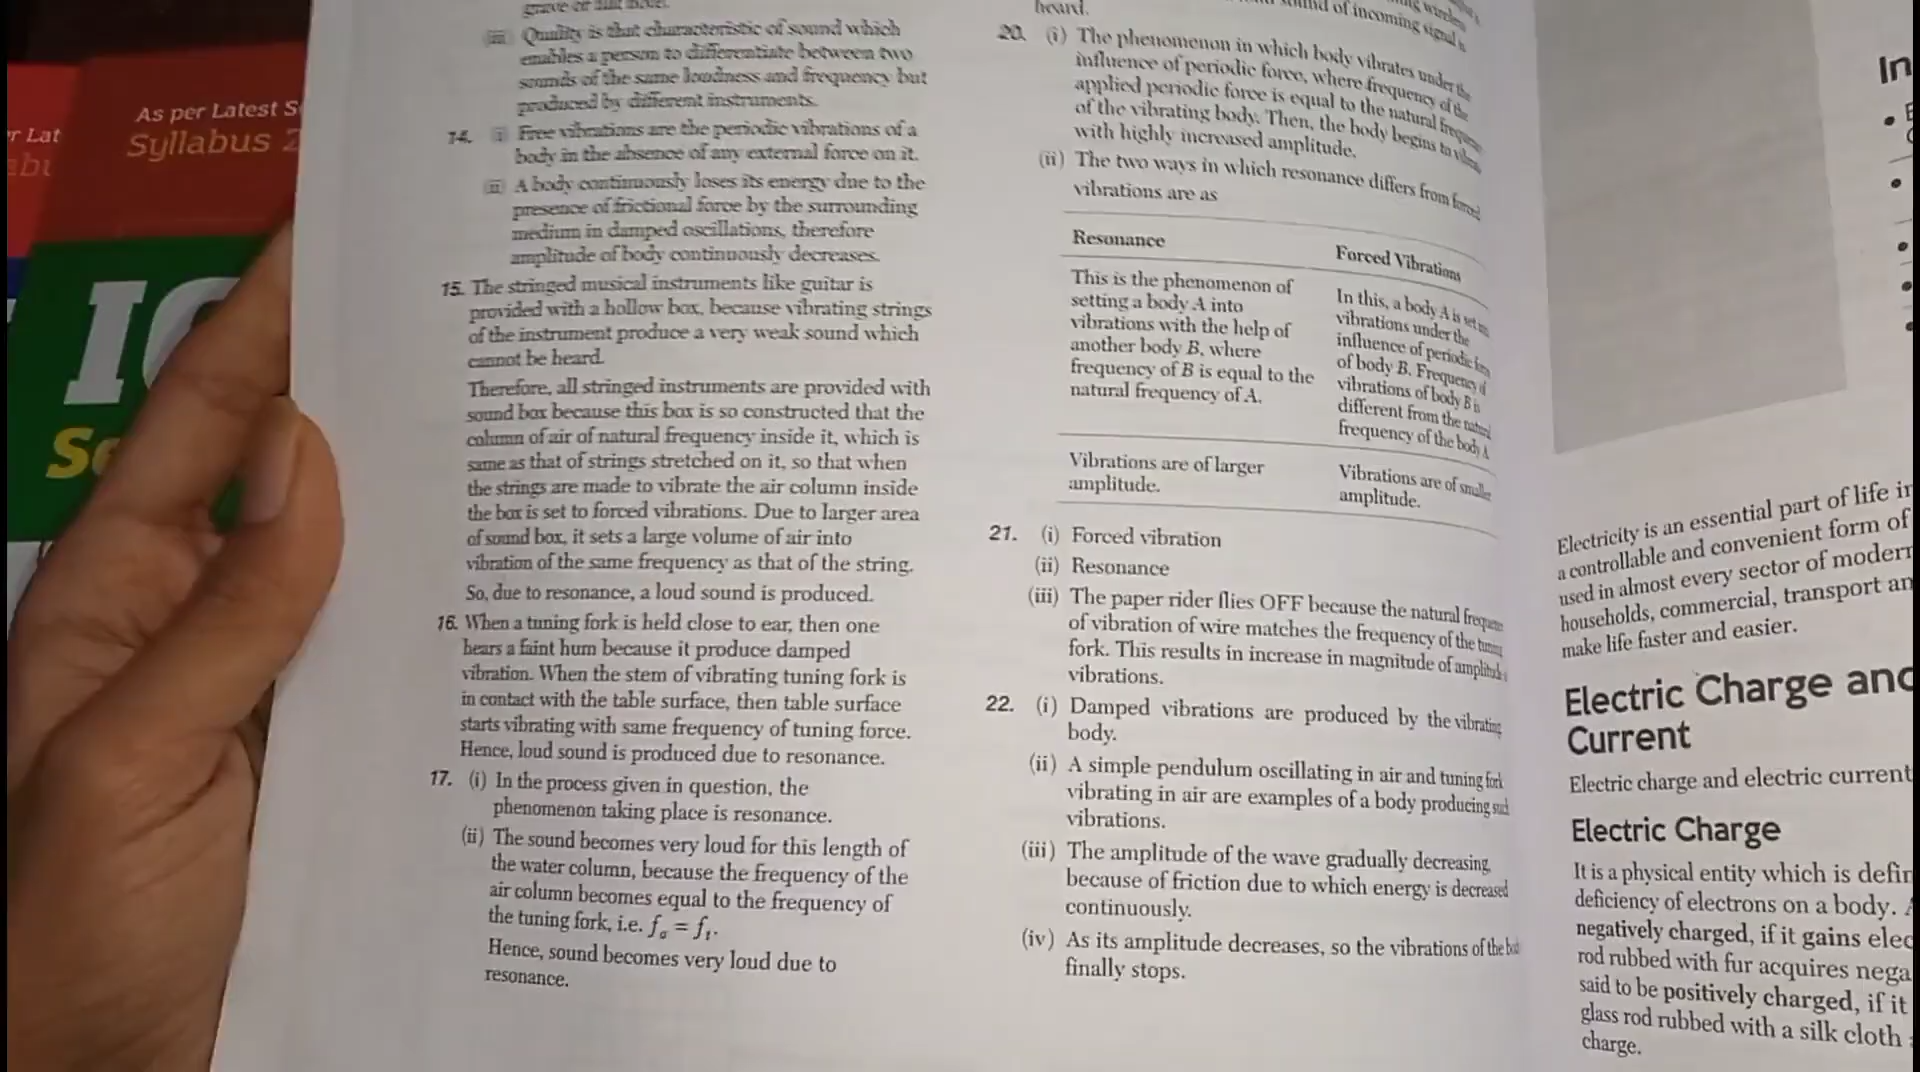 As per Latest S
Syllabus 2
r Lat
IC
grave or
(iii) Quality is that characteristic of sound which
enables a person to differentiate between two
sounds of the same loudness and frequency but
produced by different instruments.
14. (i) Free vibrations are the periodic vibrations of a
body in the absence of any external force on it.
(ii) A body continuously loses its energy due to the
presence of frictional force by the surrounding
medium in damped oscillations, therefore
amplitude of body continuously decreases.
15. The stringed musical instruments like guitar is
provided with a hollow box, because vibrating strings
of the instrument produce a very weak sound which
cannot be heard.
Therefore, all stringed instruments are provided with
sound box because this box is so constructed that the
column of air of natural frequency inside it, which is
same as that of strings stretched on it, so that when
the strings are made to vibrate the air column inside
the box is set to forced vibrations. Due to larger area
of sound box, it sets a large volume of air into
vibration of the same frequency as that of the string.
So, due to resonance, a loud sound is produced.
16. When a tuning fork is held close to ear, then one
hears a faint hum because it produce damped
vibration. When the stem of vibrating tuning fork is
in contact with the table surface, then table surface
starts vibrating with same frequency of tuning force.
Hence, loud sound is produced due to resonance.
17. (i) In the process given in question, the
phenomenon taking place is resonance.
(ii) The sound becomes very loud for this length of
the water column, because the frequency of the
air column becomes equal to the frequency of
the tuning fork, i.e. fₐ = fₜ.
Hence, sound becomes very loud due to
resonance.
sound of incoming signal is
heard.
20. (i) The phenomenon in which body vibrates under the
influence of periodic force, where frequency of the
applied periodic force is equal to the natural
of the vibrating body. Then, the body begins to
with highly increased amplitude.
(ii) The two ways in which resonance differs from forced
vibrations are as
Resonance
Forced Vibrations
This is the phenomenon of
setting a body A into
vibrations with the help of
another body B, where
frequency of B is equal to the
natural frequency of A.
In this, a body A is set
vibrations under the
influence of periodic
of body B. Frequency of
vibrations of body B is
different from the natural
frequency of the body A
Vibrations are of larger
amplitude.
Vibrations are of smaller
amplitude.
21. (i) Forced vibration
(ii) Resonance
(iii) The paper rider flies OFF because the natural
of vibration of wire matches the frequency of the tuning
fork. This results in increase in magnitude of
vibrations.
22. (i) Damped vibrations are produced by the vibrating
body.
(ii) A simple pendulum oscillating in air and tuning fork
vibrating in air are examples of a body producing such
vibrations.
(iii) The amplitude of the wave gradually decreasing,
because of friction due to which energy is decreased
continuously.
(iv) As its amplitude decreases, so the vibrations of the
finally stops.
In
Electricity is an essential part of life in
a controllable and convenient form of
used in almost every sector of modern
households, commercial, transport an
make life faster and easier.
Electric Charge and
Current
Electric charge and electric current
Electric Charge
It is a physical entity which is defin
deficiency of electrons on a body.
negatively charged, if it gains elec
rod rubbed with fur acquires nega
said to be positively charged, if it
glass rod rubbed with a silk cloth
charge.